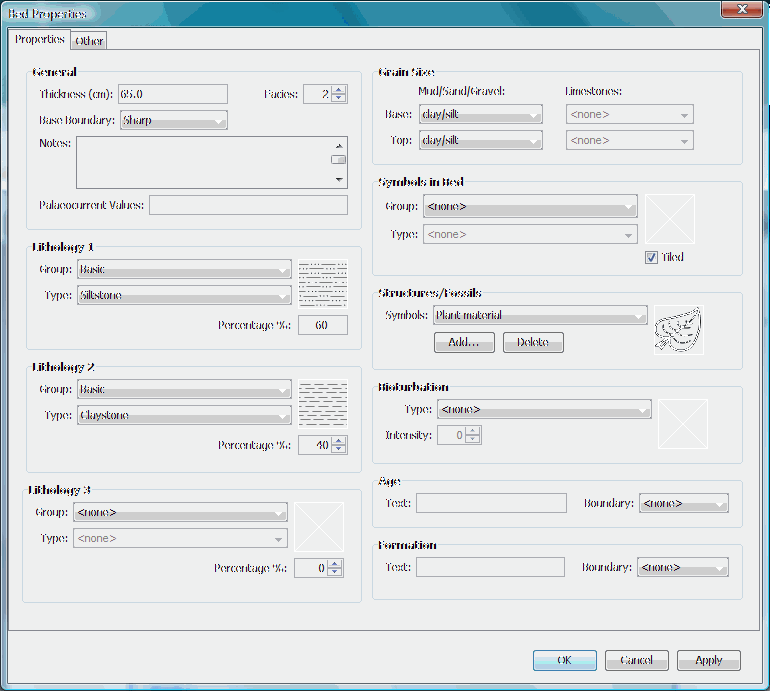 Bed Properties
Properties Other
General
Thickness (cm): 65.0 Facies: 2
Base Boundary: Sharp
Notes:
Palaeocurrent Values:
Lithology 1
Group: Basic
Type: Siltstone
Percentage %: 60
Lithology 2
Group: Basic
Type: Claystone
Percentage %: 40
Lithology 3
Group: <none>
Type: <none>
Percentage %: 0
Grain Size
Mud/Sand/Gravel: Limestones:
Base: clay/silt <none>
Top: clay/silt <none>
Symbols in Bed
Group: <none>
Type: <none>
Tiled
Structures/Fossils
Symbols: Plant material
Add... Delete
Bioturbation
Type: <none>
Intensity: 0
Age
Text: Boundary: <none>
Formation
Text: Boundary: <none>
OK Cancel Apply